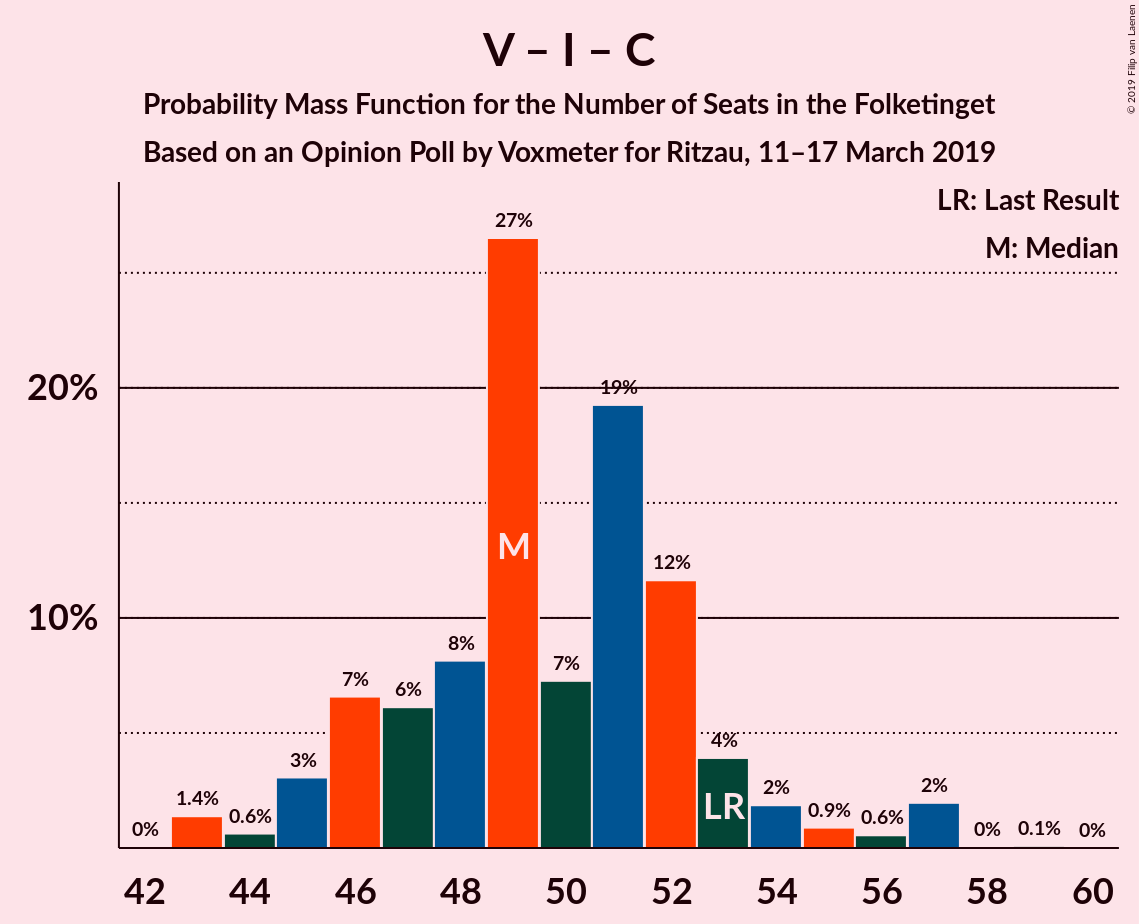 V – I – C
Probability Mass Function for the Number of Seats in the Folketinget
Based on an Opinion Poll by Voxmeter for Ritzau, 11–17 March 2019
© 2019 Filip van Laenen
LR: Last Result
M: Median
20%
10%
0%
1.4%
0.6%
3%
7%
6%
8%
27%
M
7%
19%
12%
4%
LR
2%
0.9%
0.6%
2%
0%
0.1%
0%
42 44 46 48 50 52 54 56 58 60